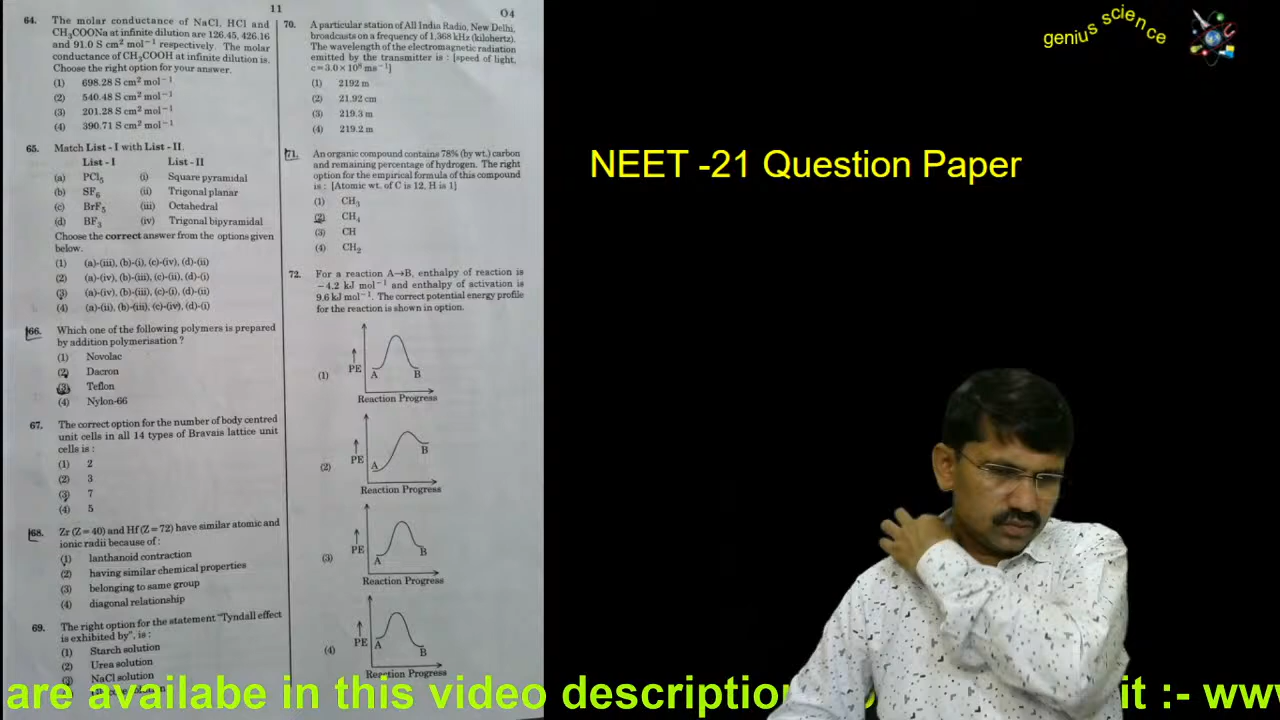 11
O4
64. The molar conductance of NaCl, HCl and
CH₃COONa at infinite dilution are 126.45, 426.16
and 91.0 S cm² mol⁻¹ respectively. The molar
conductance of CH₃COOH at infinite dilution is.
Choose the right option for your answer.
(1) 698.28 S cm² mol⁻¹
(2) 540.48 S cm² mol⁻¹
(3) 201.28 S cm² mol⁻¹
(4) 390.71 S cm² mol⁻¹
65. Match List - I with List - II.
List - I List - II
(a) PCl₅ (i) Square pyramidal
(b) SF₆ (ii) Trigonal planar
(c) BrF₅ (iii) Octahedral
(d) BF₃ (iv) Trigonal bipyramidal
Choose the correct answer from the options given
below.
(1) (a)-(iii), (b)-(i), (c)-(iv), (d)-(ii)
(2) (a)-(iv), (b)-(iii), (c)-(ii), (d)-(i)
(3) (a)-(iv), (b)-(iii), (c)-(i), (d)-(ii)
(4) (a)-(ii), (b)-(iii), (c)-(iv), (d)-(i)
66. Which one of the following polymers is prepared
by addition polymerisation ?
(1) Novolac
(2) Dacron
(3) Teflon
(4) Nylon-66
67. The correct option for the number of body centred
unit cells in all 14 types of Bravais lattice unit
cells is :
(1) 2
(2) 3
(3) 7
(4) 5
68. Zr (Z = 40) and Hf (Z = 72) have similar atomic and
ionic radii because of :
(1) lanthanoid contraction
(2) having similar chemical properties
(3) belonging to same group
(4) diagonal relationship
69. The right option for the statement "Tyndall effect
is exhibited by", is :
(1) Starch solution
(2) Urea solution
(3) NaCl solution
70. A particular station of All India Radio, New Delhi,
broadcasts on a frequency of 1,368 kHz (kilohertz).
The wavelength of the electromagnetic radiation
emitted by the transmitter is : [speed of light,
c = 3.0 × 10⁸ ms⁻¹]
(1) 2192 m
(2) 21.92 cm
(3) 219.3 m
(4) 219.2 m
71. An organic compound contains 78% (by wt.) carbon
and remaining percentage of hydrogen. The right
option for the empirical formula of this compound
is : [Atomic wt. of C is 12, H is 1]
(1) CH₃
(2) CH₄
(3) CH
(4) CH₂
72. For a reaction A→B, enthalpy of reaction is
−4.2 kJ mol⁻¹ and enthalpy of activation is
9.6 kJ mol⁻¹. The correct potential energy profile
for the reaction is shown in option.
(1) PE A B
Reaction Progress
(2) PE A B
Reaction Progress
(3) PE A B
Reaction Progress
(4) PE A B
Reaction Progress
genius science
NEET -21 Question Paper
are availabe in this video description it :- ww